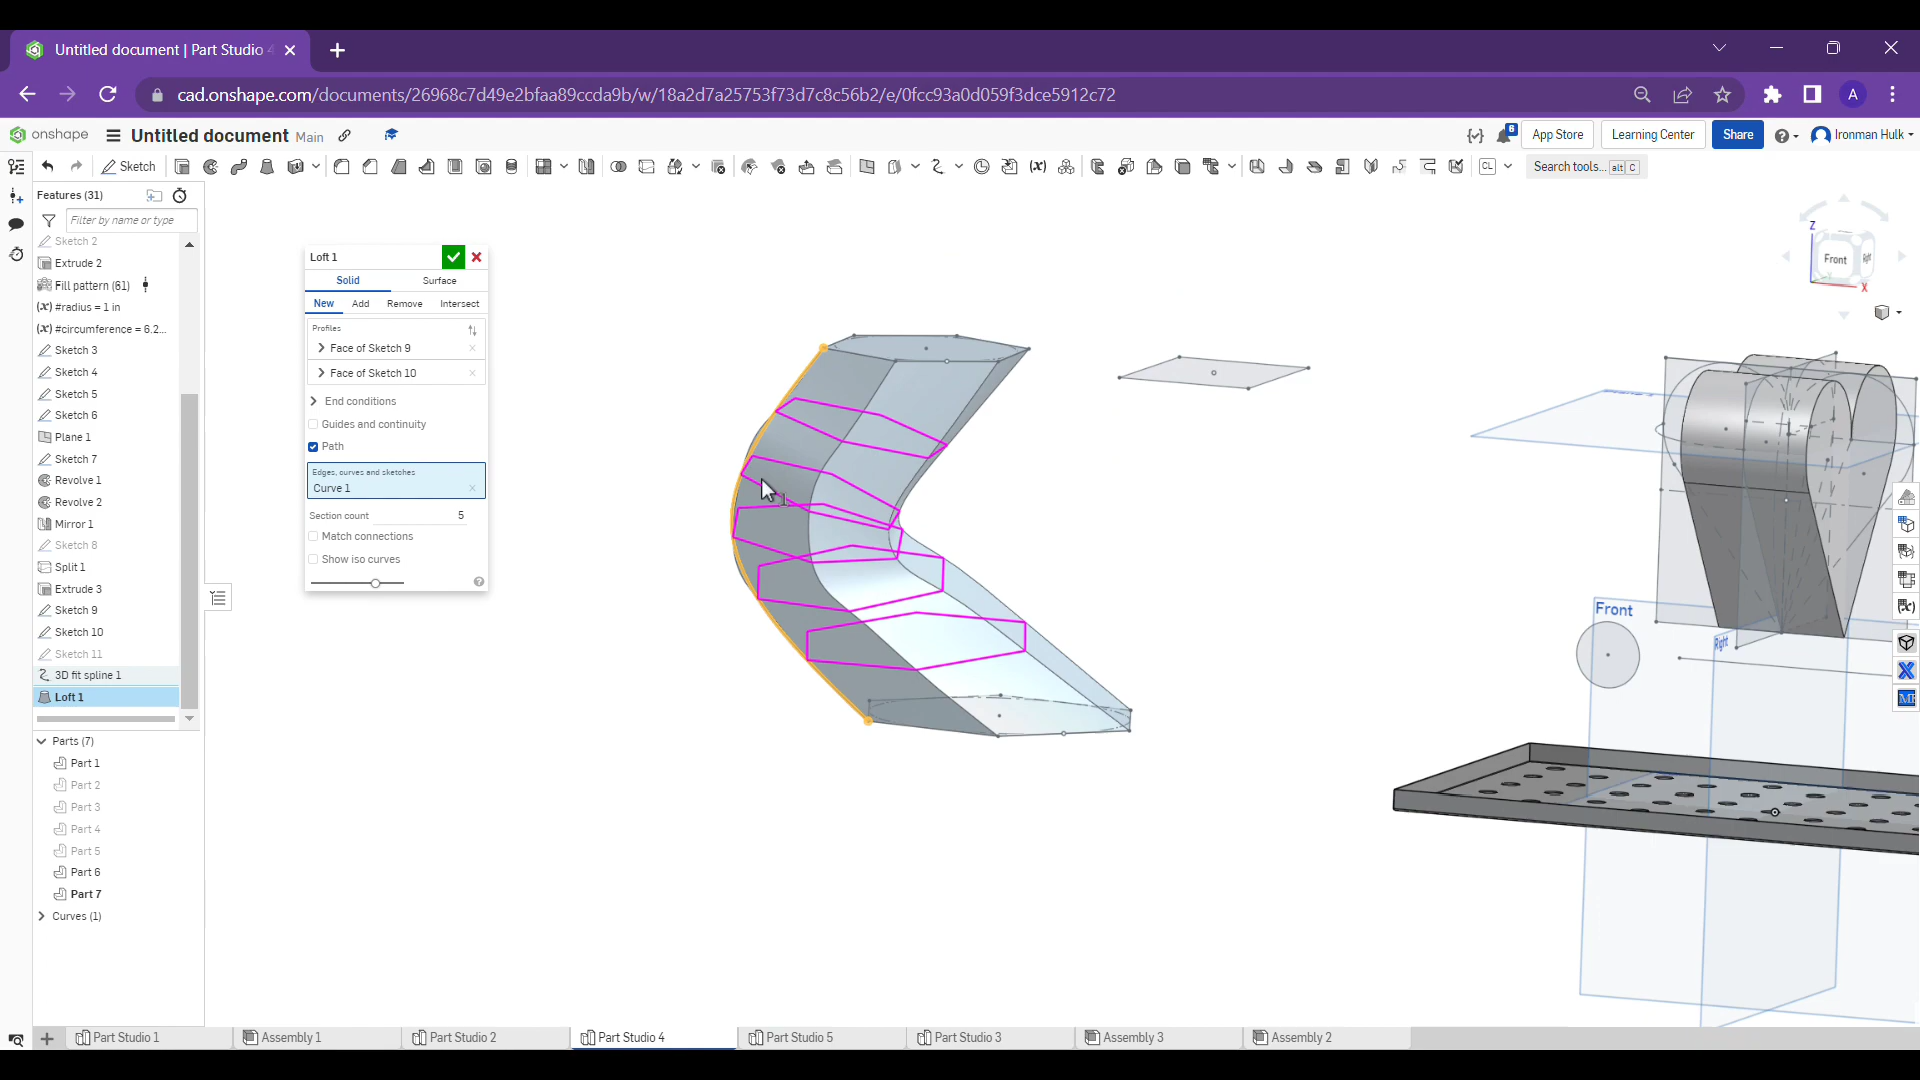 Untitled document | Part Studio 4
cad.onshape.com/documents/26968c7d49e2bfaa89ccda9b/w/18a2d7a25753f73d7c8c56b2/e/0fcc93a0d059f3dce5912c72
A
onshape
Untitled document Main
6
App Store
Learning Center
Share
Ironman Hulk
Sketch
CL
Search tools... alt C
Features (31)
Filter by name or type
Sketch 2
Extrude 2
Fill pattern (81)
(x) #radius = 1 in
(x) #circumference = 6.2...
Sketch 3
Sketch 4
Sketch 5
Sketch 6
Plane 1
Sketch 7
Revolve 1
Revolve 2
Mirror 1
Sketch 8
Split 1
Extrude 3
Sketch 9
Sketch 10
Sketch 11
3D fit spline 1
Loft 1
Parts (7)
Part 1
Part 2
Part 3
Part 4
Part 5
Part 6
Part 7
Curves (1)
Loft 1
Solid
Surface
New
Add
Remove
Intersect
Profiles
Face of Sketch 9
Face of Sketch 10
End conditions
Guides and continuity
Path
Edges, curves and sketches
Curve 1
Section count 5
Match connections
Show iso curves
1
Z
Front
Right
X
Front
Right
Part Studio 1
Assembly 1
Part Studio 2
Part Studio 4
Part Studio 5
Part Studio 3
Assembly 3
Assembly 2